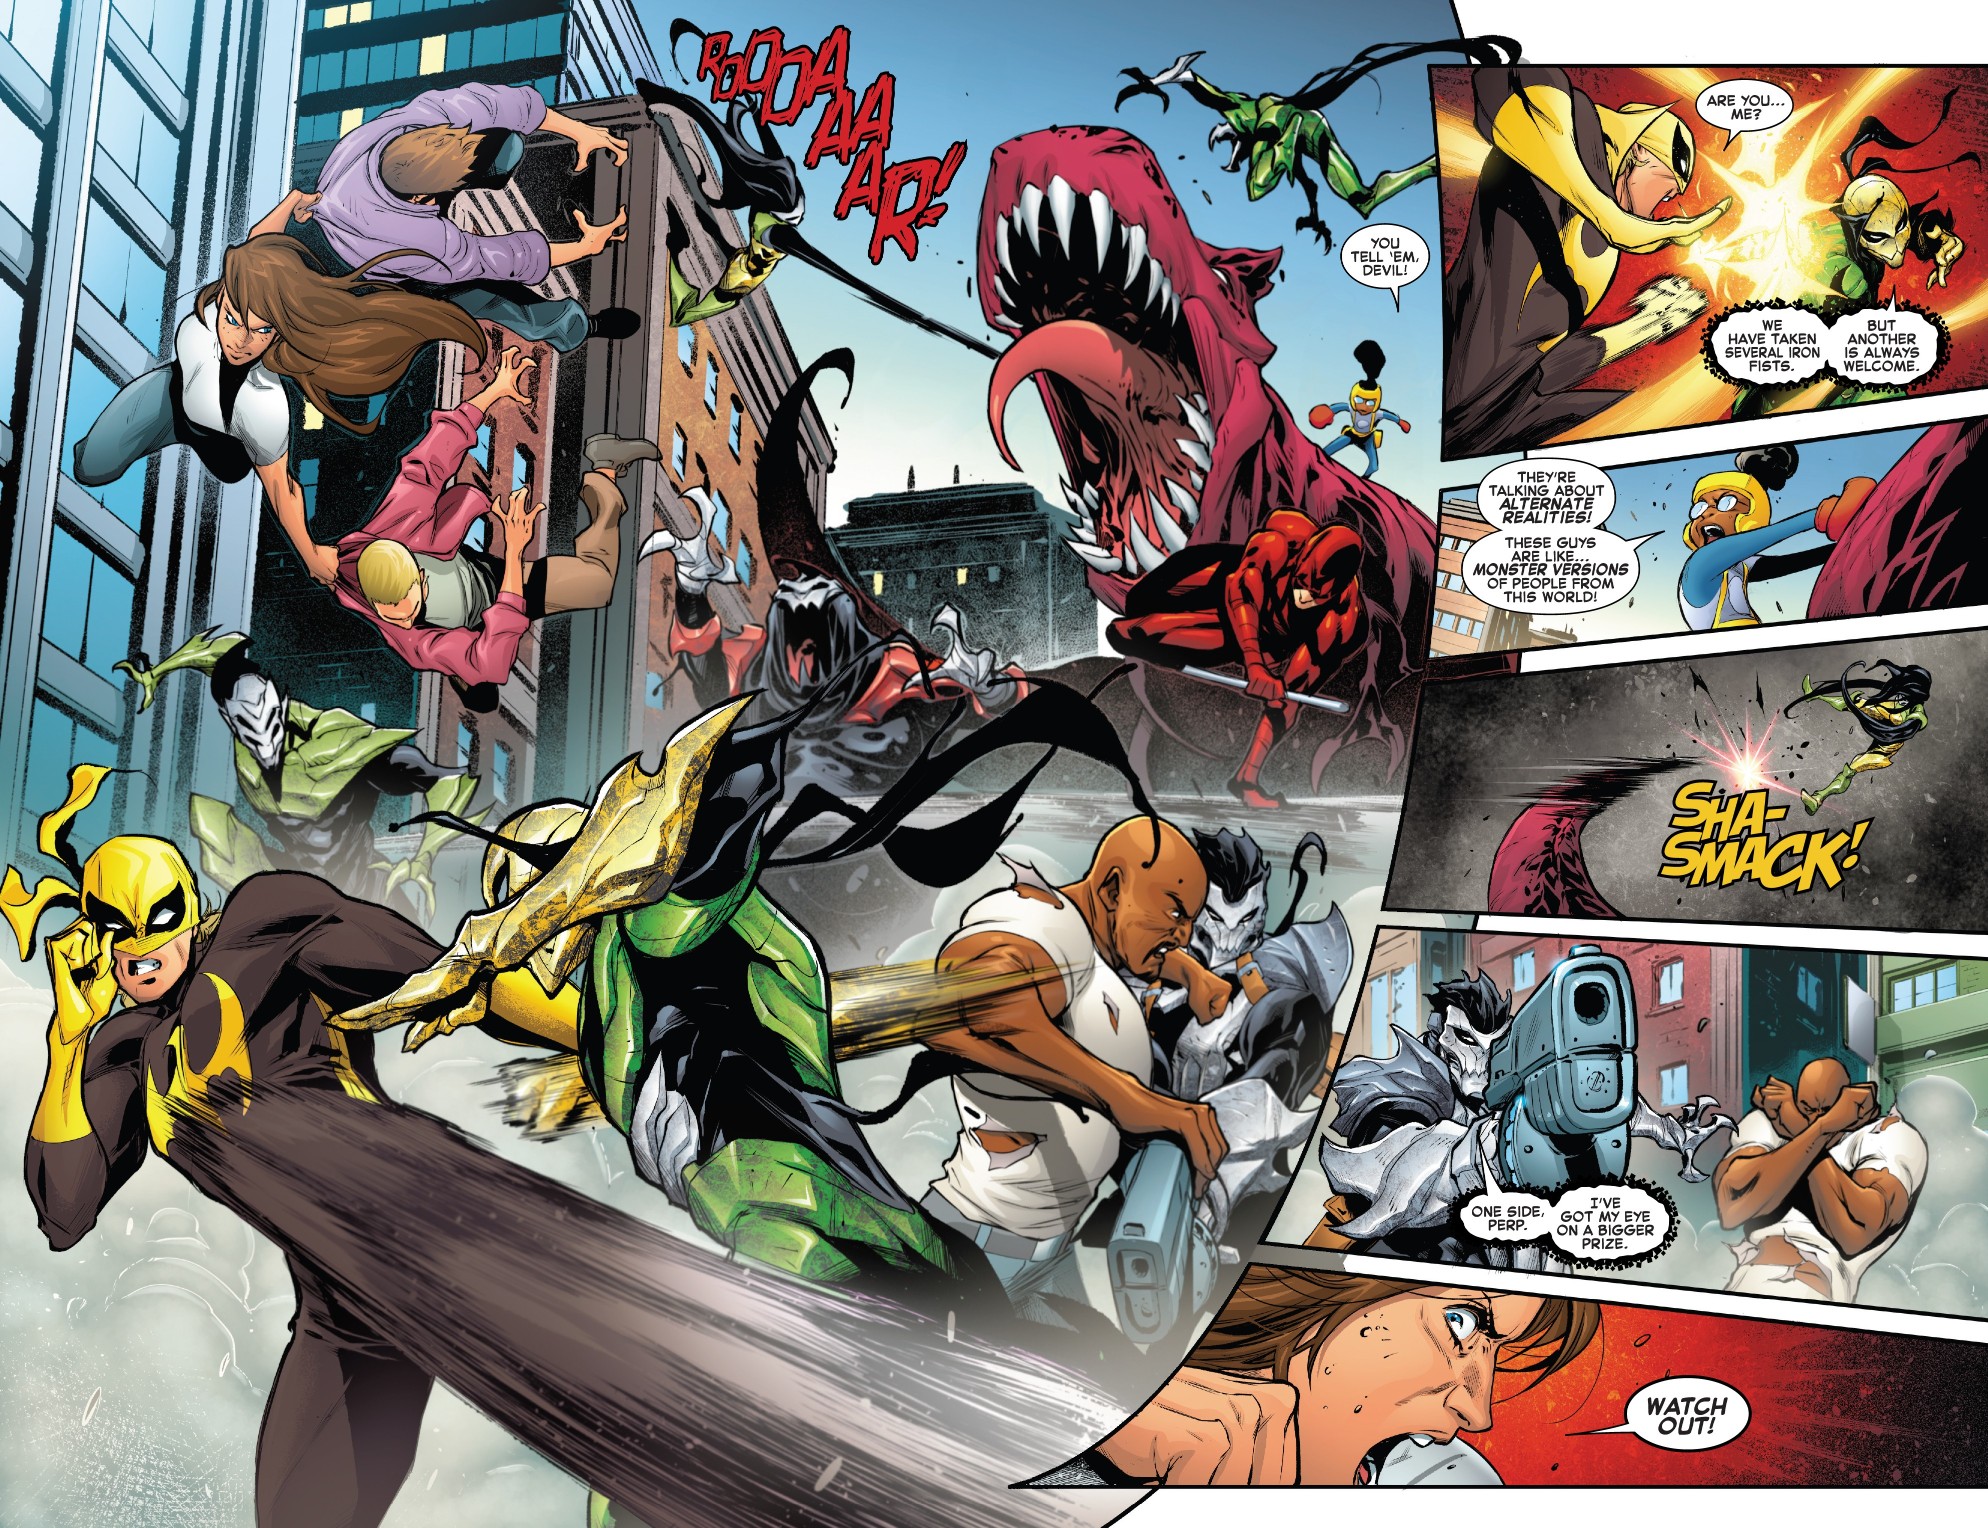 ROOOAAAAAAR!
YOU
TELL 'EM,
DEVIL!
ARE YOU...
ME?
WE
HAVE TAKEN
SEVERAL IRON
FISTS.
BUT
ANOTHER
IS ALWAYS
WELCOME.
THEY'RE
TALKING ABOUT
ALTERNATE
REALITIES!
THESE GUYS
ARE LIKE...
MONSTER VERSIONS
OF PEOPLE FROM
THIS WORLD!
SHA-
SMACK!
ONE SIDE,
PERP.
I'VE
GOT MY EYE
ON A BIGGER
PRIZE.
WATCH
OUT!